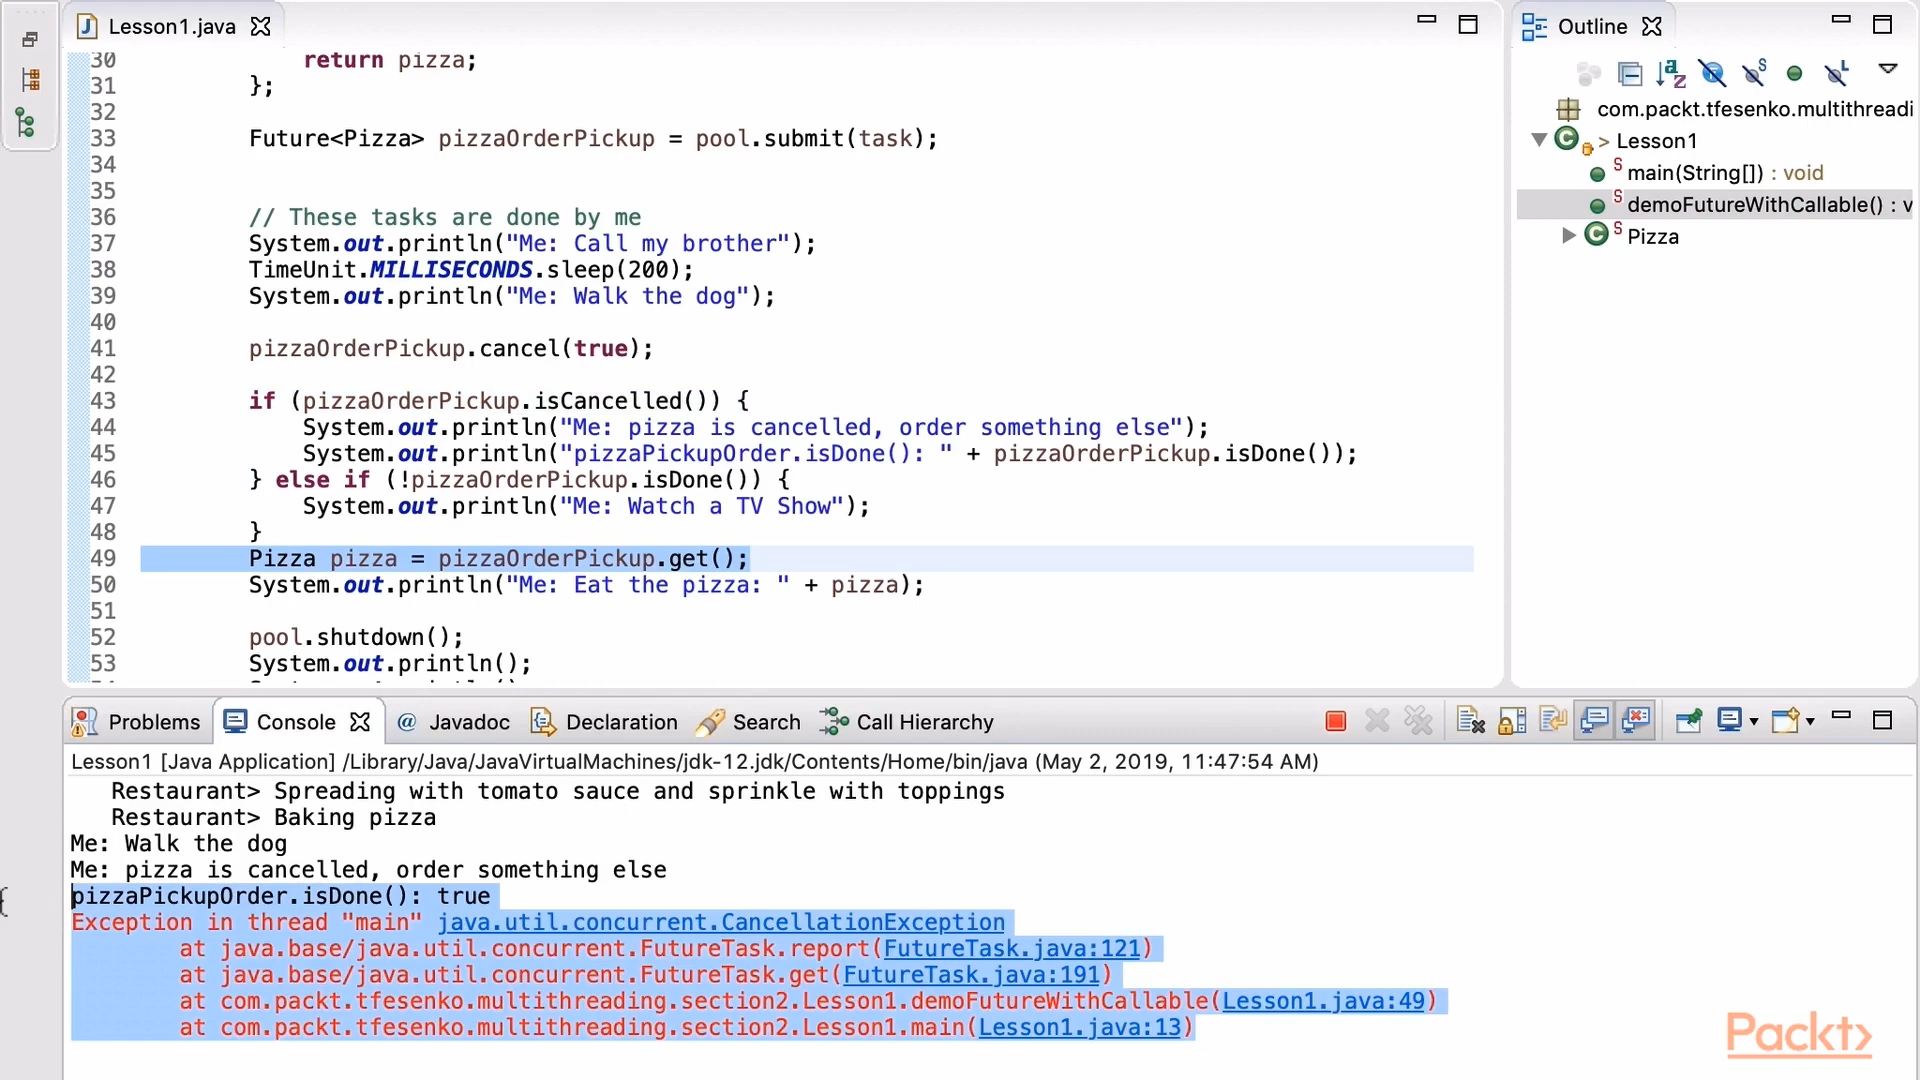 Lesson1.java
30 return pizza;
31 };
32
33 Future<Pizza> pizzaOrderPickup = pool.submit(task);
34
35
36 // These tasks are done by me
37 System.out.println("Me: Call my brother");
38 TimeUnit.MILLISECONDS.sleep(200);
39 System.out.println("Me: Walk the dog");
40
41 pizzaOrderPickup.cancel(true);
42
43 if (pizzaOrderPickup.isCancelled()) {
44 System.out.println("Me: pizza is cancelled, order something else");
45 System.out.println("pizzaPickupOrder.isDone(): " + pizzaOrderPickup.isDone());
46 } else if (!pizzaOrderPickup.isDone()) {
47 System.out.println("Me: Watch a TV Show");
48 }
49 Pizza pizza = pizzaOrderPickup.get();
50 System.out.println("Me: Eat the pizza: " + pizza);
51
52 pool.shutdown();
53 System.out.println();
Outline
com.packt.tfesenko.multithreadi
> Lesson1
main(String[]) : void
demoFutureWithCallable() : v
Pizza
Problems Console Javadoc Declaration Search Call Hierarchy
Lesson1 [Java Application] /Library/Java/JavaVirtualMachines/jdk-12.jdk/Contents/Home/bin/java (May 2, 2019, 11:47:54 AM)
Restaurant> Spreading with tomato sauce and sprinkle with toppings
Restaurant> Baking pizza
Me: Walk the dog
Me: pizza is cancelled, order something else
pizzaPickupOrder.isDone(): true
Exception in thread "main" java.util.concurrent.CancellationException
at java.base/java.util.concurrent.FutureTask.report(FutureTask.java:121)
at java.base/java.util.concurrent.FutureTask.get(FutureTask.java:191)
at com.packt.tfesenko.multithreading.section2.Lesson1.demoFutureWithCallable(Lesson1.java:49)
at com.packt.tfesenko.multithreading.section2.Lesson1.main(Lesson1.java:13)
Packt>